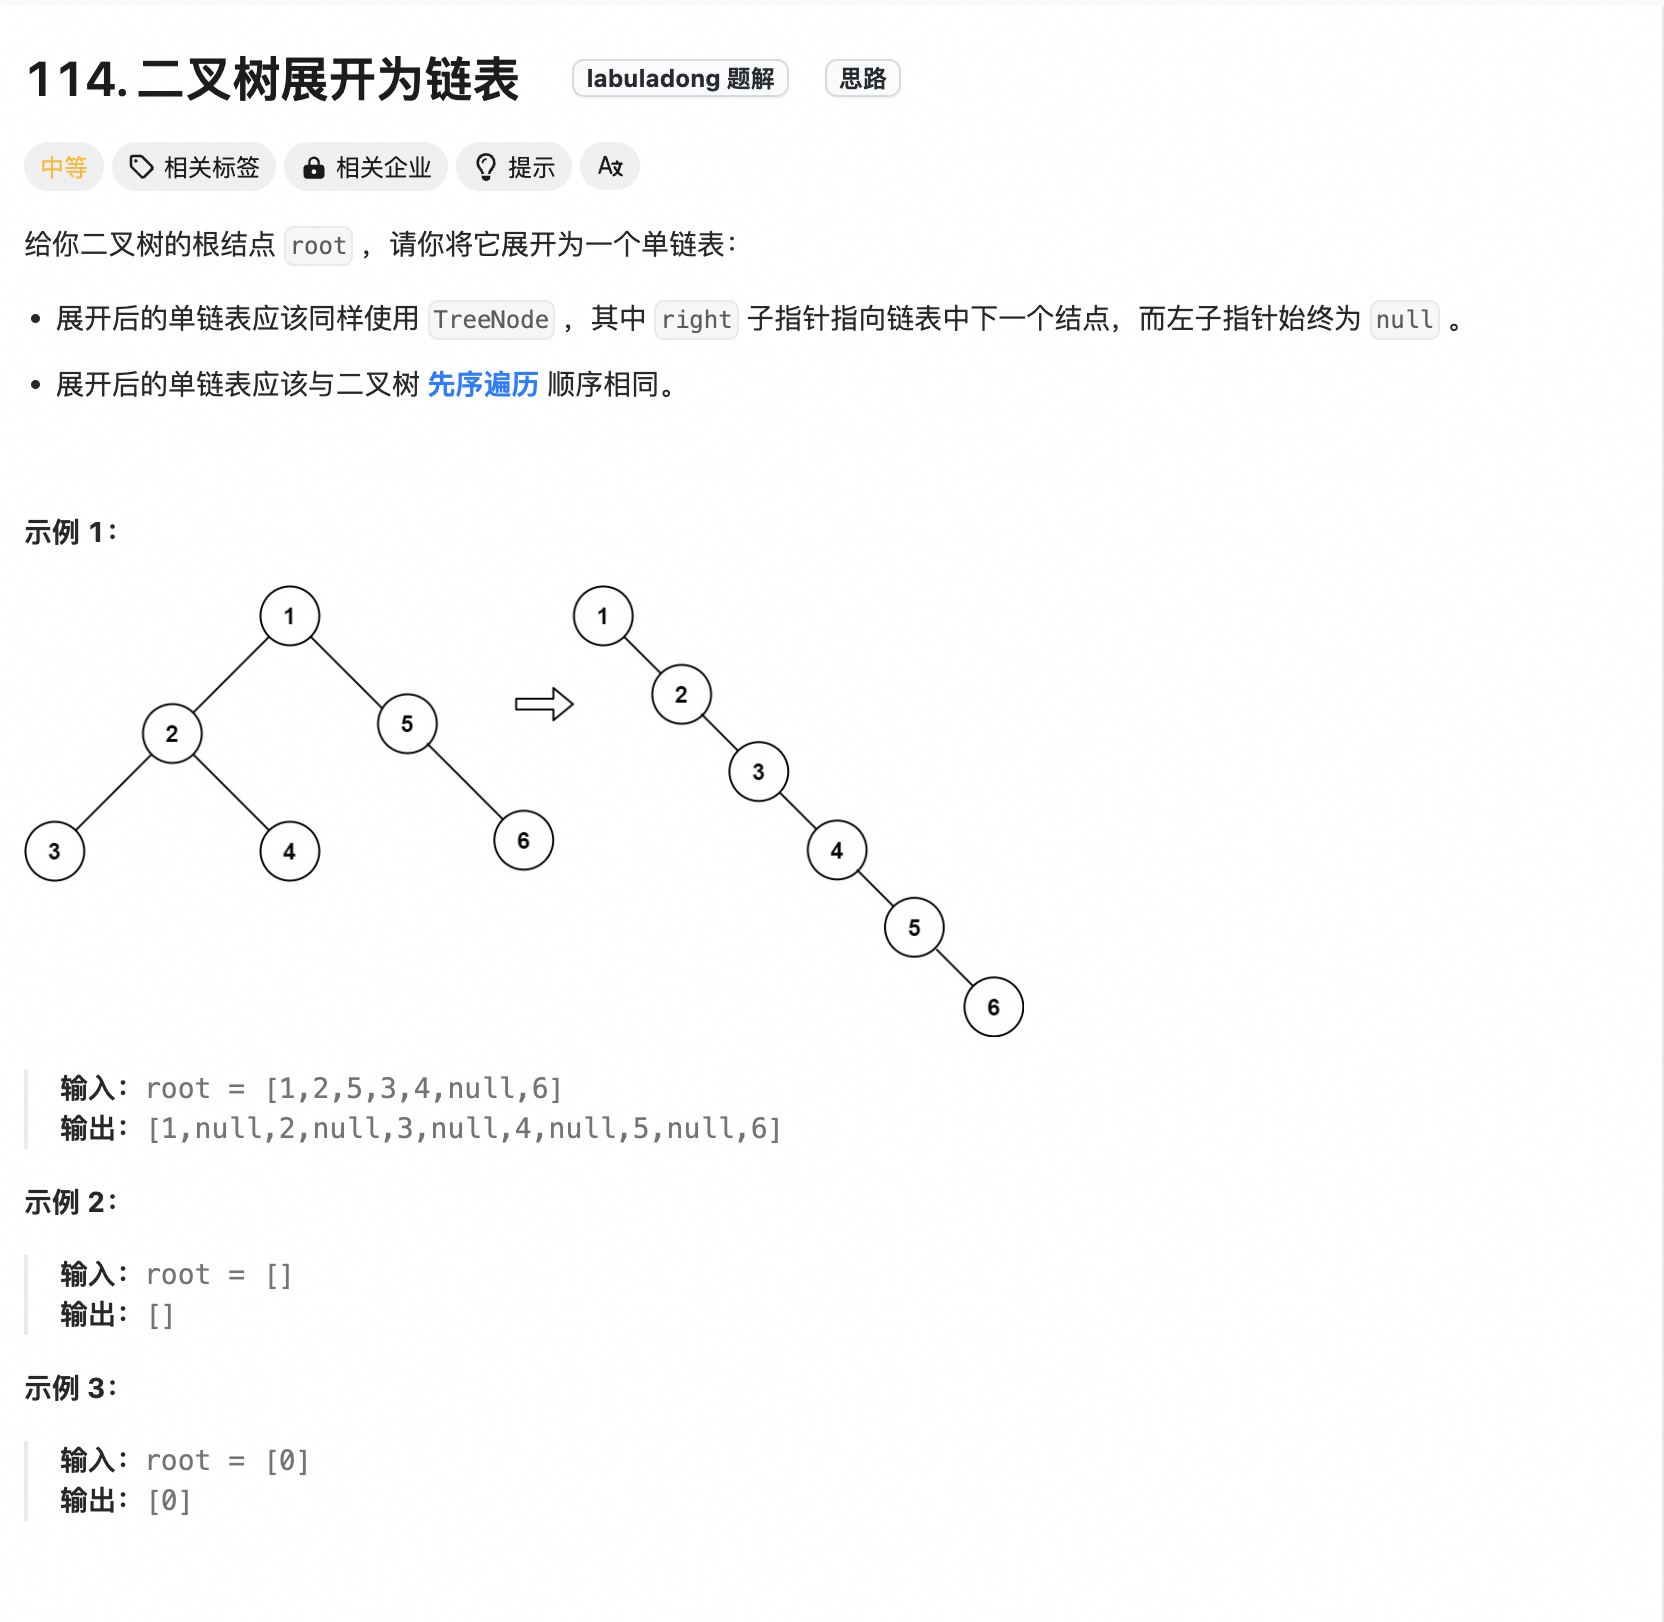 114. 二叉树展开为链表 labuladong 题解 思路
中等 相关标签 相关企业 提示 A文
给你二叉树的根结点 root ，请你将它展开为一个单链表：
• 展开后的单链表应该同样使用 TreeNode ，其中 right 子指针指向链表中下一个结点，而左子指针始终为 null 。
• 展开后的单链表应该与二叉树 先序遍历 顺序相同。
示例 1：
1
2
5
3
4
6
1
2
3
4
5
6
输入：root = [1,2,5,3,4,null,6]
输出：[1,null,2,null,3,null,4,null,5,null,6]
示例 2：
输入：root = []
输出：[]
示例 3：
输入：root = [0]
输出：[0]